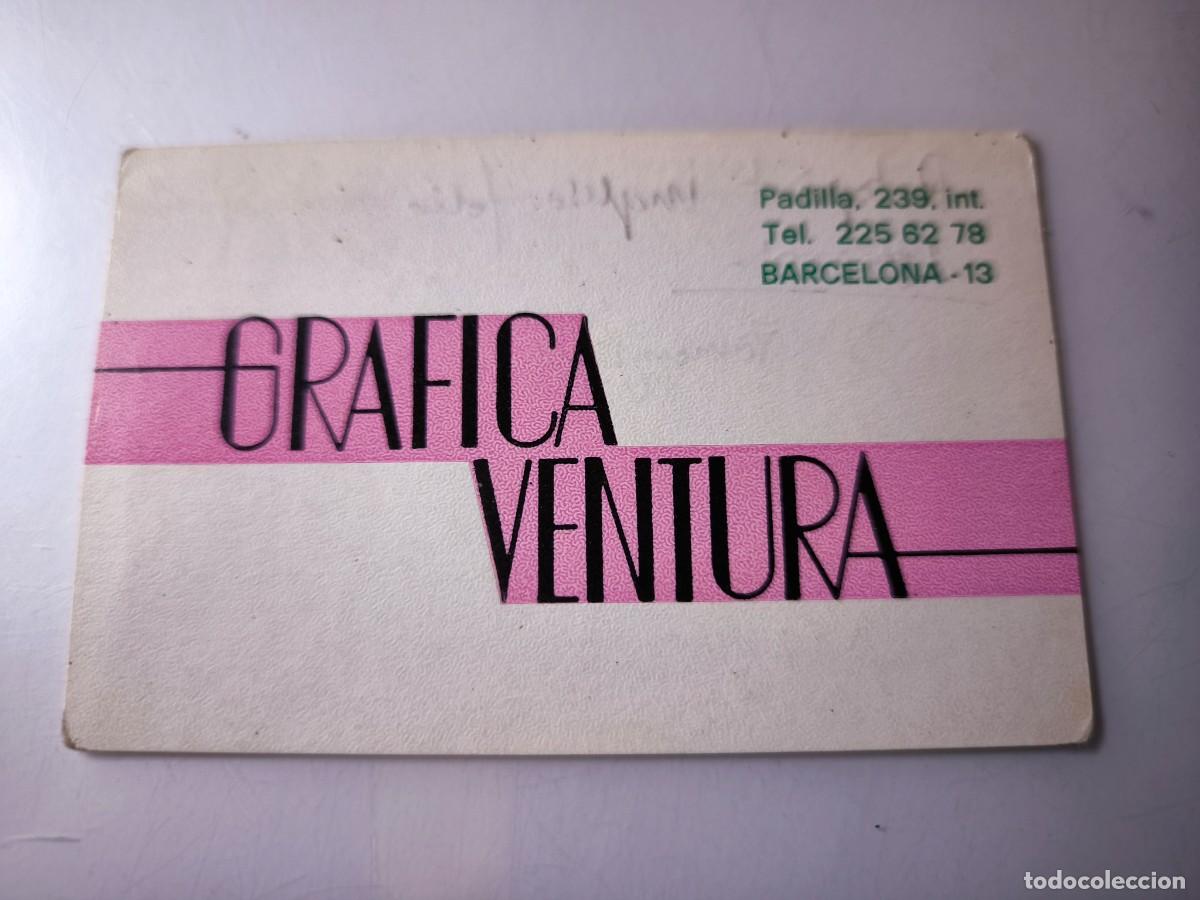 Padilla, 239, int.
Tel. 225 62 78
BARCELONA - 13
GRAFICA
VENTURA
todocoleccion